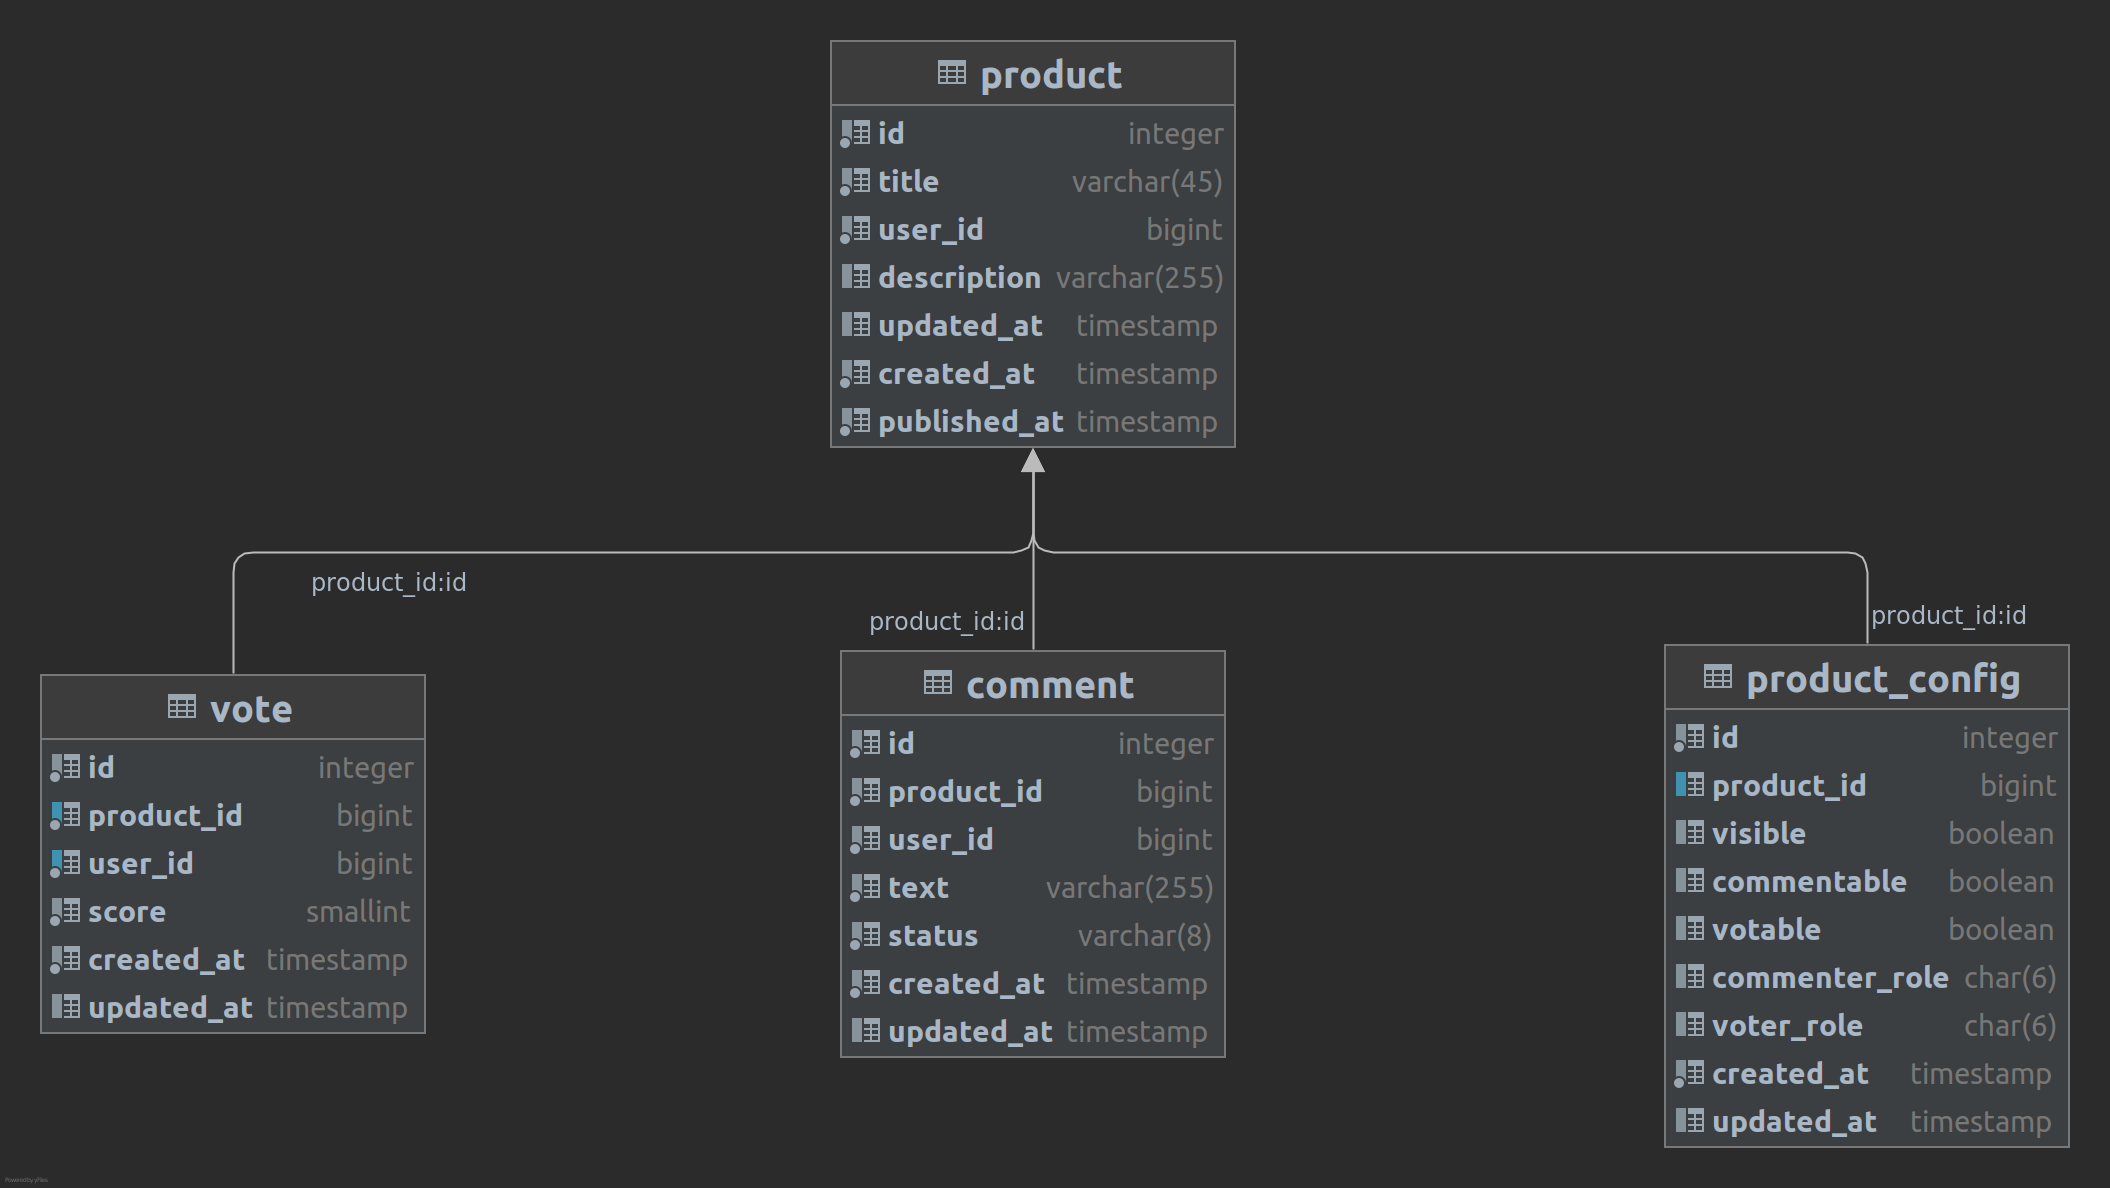 product
id integer
title varchar(45)
user_id bigint
description varchar(255)
updated_at timestamp
created_at timestamp
published_at timestamp
product_id:id
product_id:id
product_id:id
vote
id integer
product_id bigint
user_id bigint
score smallint
created_at timestamp
updated_at timestamp
comment
id integer
product_id bigint
user_id bigint
text varchar(255)
status varchar(8)
created_at timestamp
updated_at timestamp
product_config
id integer
product_id bigint
visible boolean
commentable boolean
votable boolean
commenter_role char(6)
voter_role char(6)
created_at timestamp
updated_at timestamp
Powered by yFiles